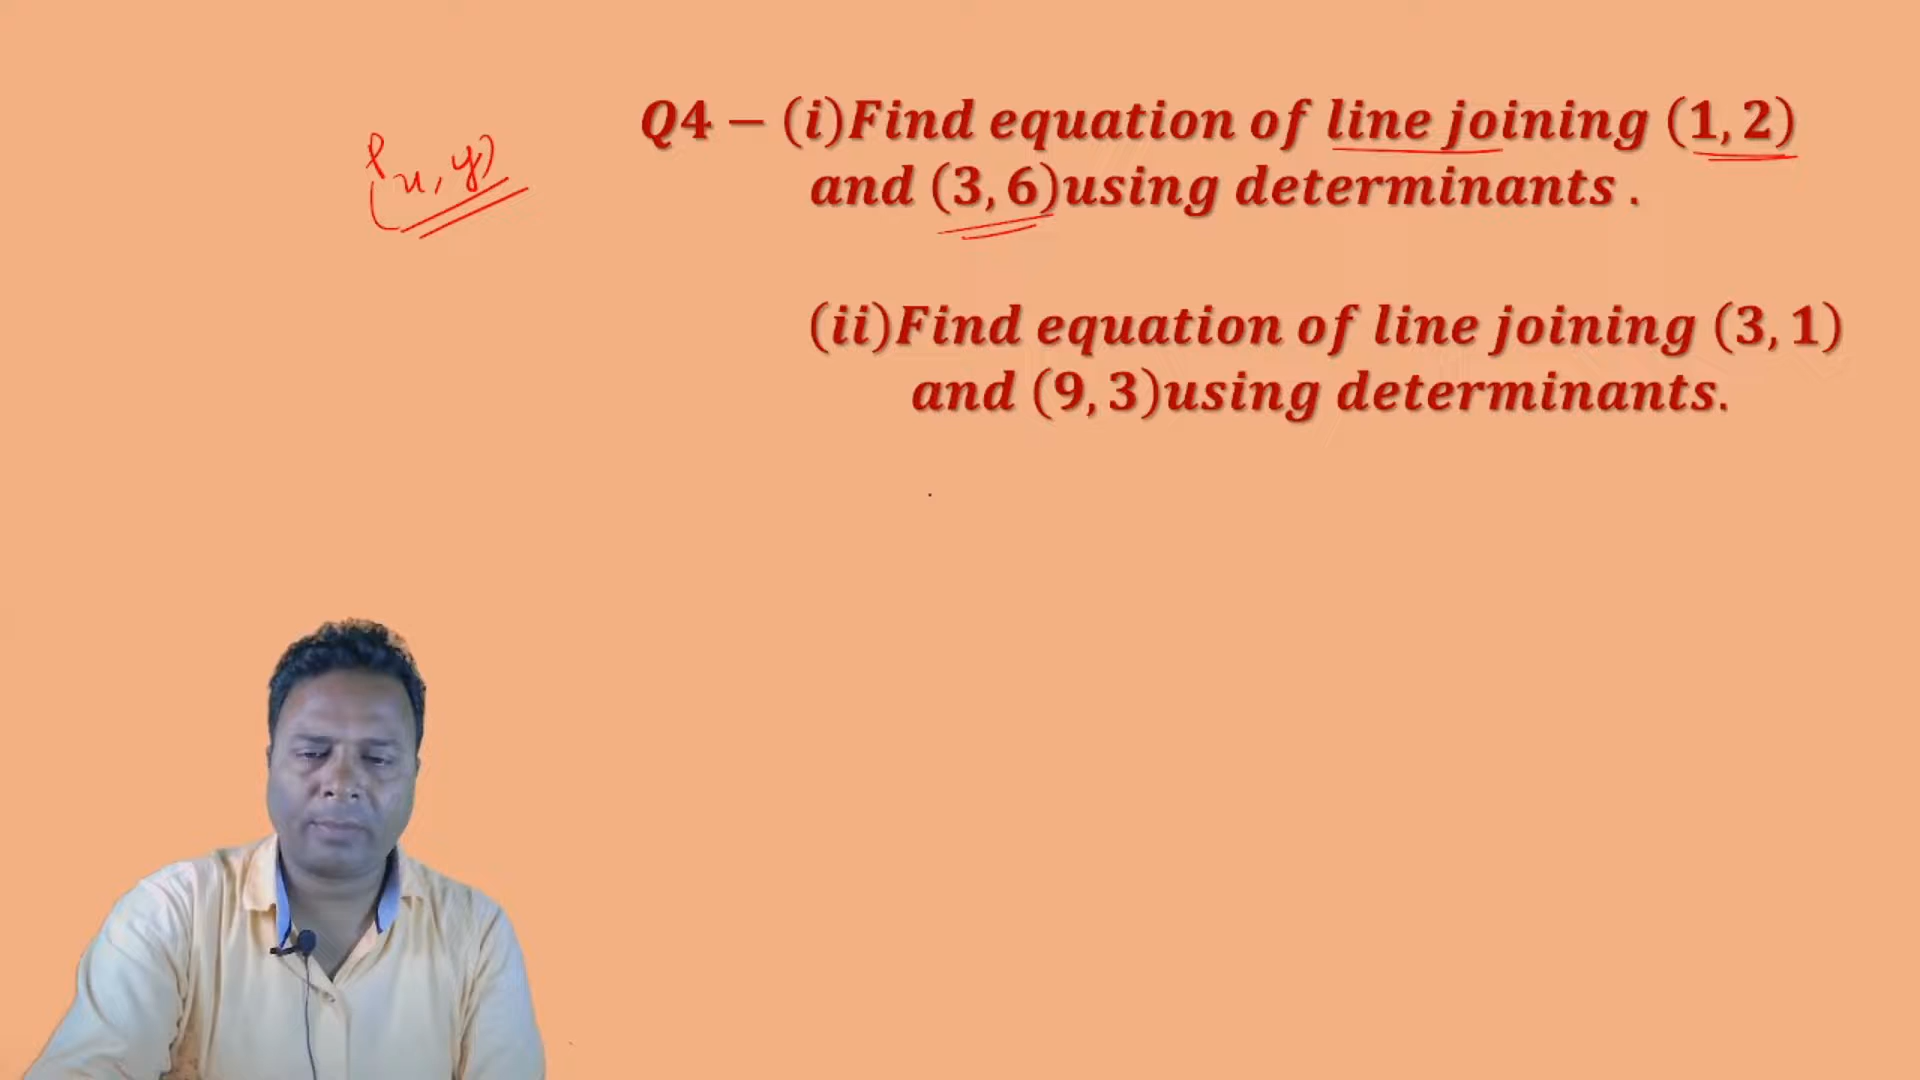 Q4 – (i)Find equation of line joining (1, 2)
and (3, 6)using determinants .
P(x, y)
(ii)Find equation of line joining (3, 1)
and (9, 3)using determinants.